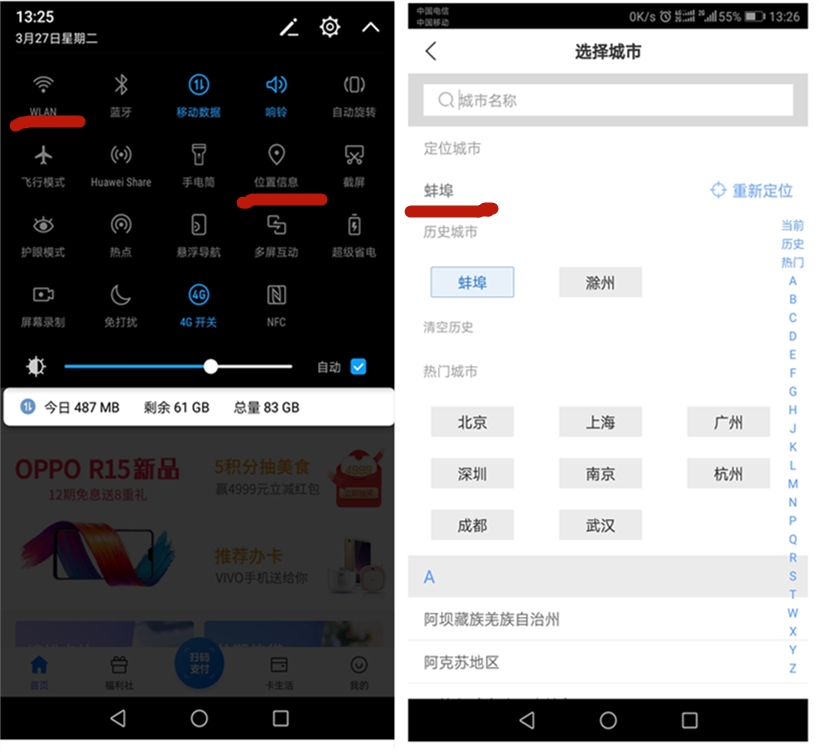 13:25
3月27日星期二
WLAN
蓝牙
移动数据
响铃
自动旋转
飞行模式
Huawei Share
手电筒
位置信息
截屏
护眼模式
热点
悬浮导航
多屏互动
超级省电
屏幕录制
免打扰
4G
4G 开关
NFC
自动
今日 487 MB 剩余 61 GB 总量 83 GB
OPPO R15新品
12期免息送8重礼
5积分抽美食
赢4999元立减红包
4999
推荐办卡
VIVO手机送给你
首页
福利社
扫码
支付
卡生活
我的
中国电信
中国移动
0K/s
55%
13:26
选择城市
城市名称
定位城市
蚌埠
重新定位
历史城市
蚌埠
滁州
清空历史
热门城市
北京
上海
广州
深圳
南京
杭州
成都
武汉
A
阿坝藏族羌族自治州
阿克苏地区
当前
历史
热门
A
B
C
D
E
F
G
H
J
K
L
M
N
P
Q
R
S
T
W
X
Y
Z